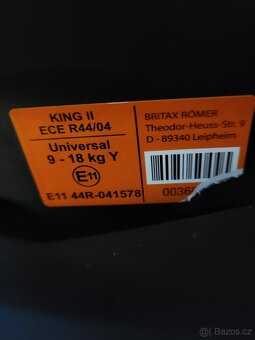 KING II
ECE R44/04
Universal
9 - 18 kg Y
E11
E11 44R-041578
BRITAX RÖMER
Theodor-Heuss-Str. 9
D - 89340 Leipheim
© Bazos.cz